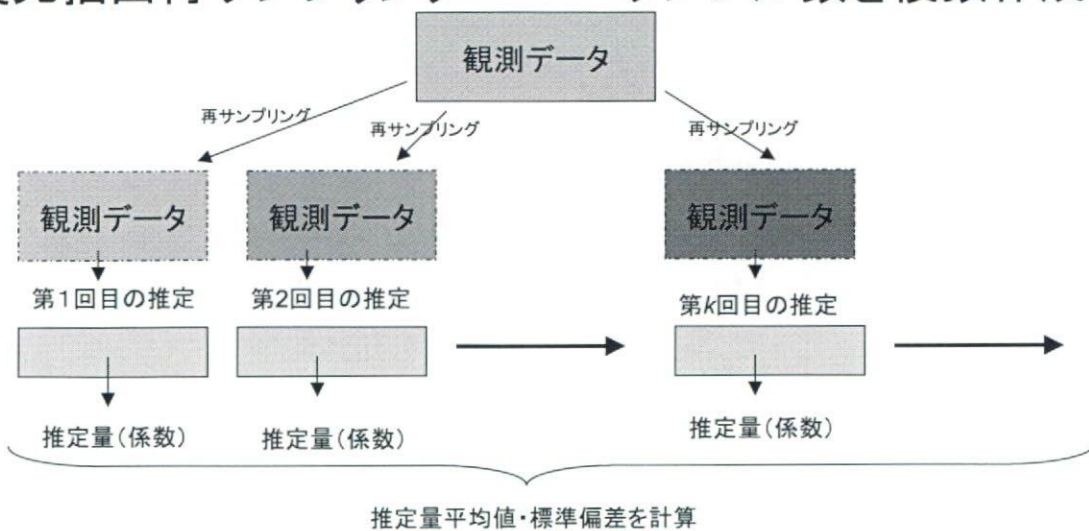 観測データ
再サンプリング 再サンプリング 再サンプリング
観測データ 観測データ 観測データ
第1回目の推定 第2回目の推定 第k回目の推定
推定量(係数) 推定量(係数) 推定量(係数)
推定量平均値・標準偏差を計算